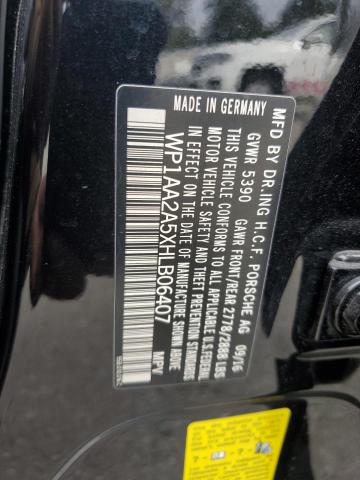 MFD BY DR.ING H.C.F. PORSCHE AG 09/16
GVWR 5390 GAWR FRONT/REAR 2778/2888 LBS
THIS VEHICLE CONFORMS TO ALL APPLICABLE U.S.FEDERAL
MOTOR VEHICLE SAFETY AND THEFT PREVENTION STANDARDS
IN EFFECT ON THE DATE OF MANUFACTURE SHOWN ABOVE
WP1AA2A5XHLB06407 MPV
MADE IN GERMANY